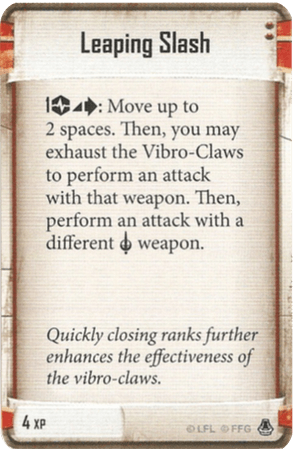 Leaping Slash
1: Move up to
2 spaces. Then, you may
exhaust the Vibro-Claws
to perform an attack
with that weapon. Then,
perform an attack with a
different weapon.
Quickly closing ranks further
enhances the effectiveness of
the vibro-claws.
4 XP
© LFL © FFG